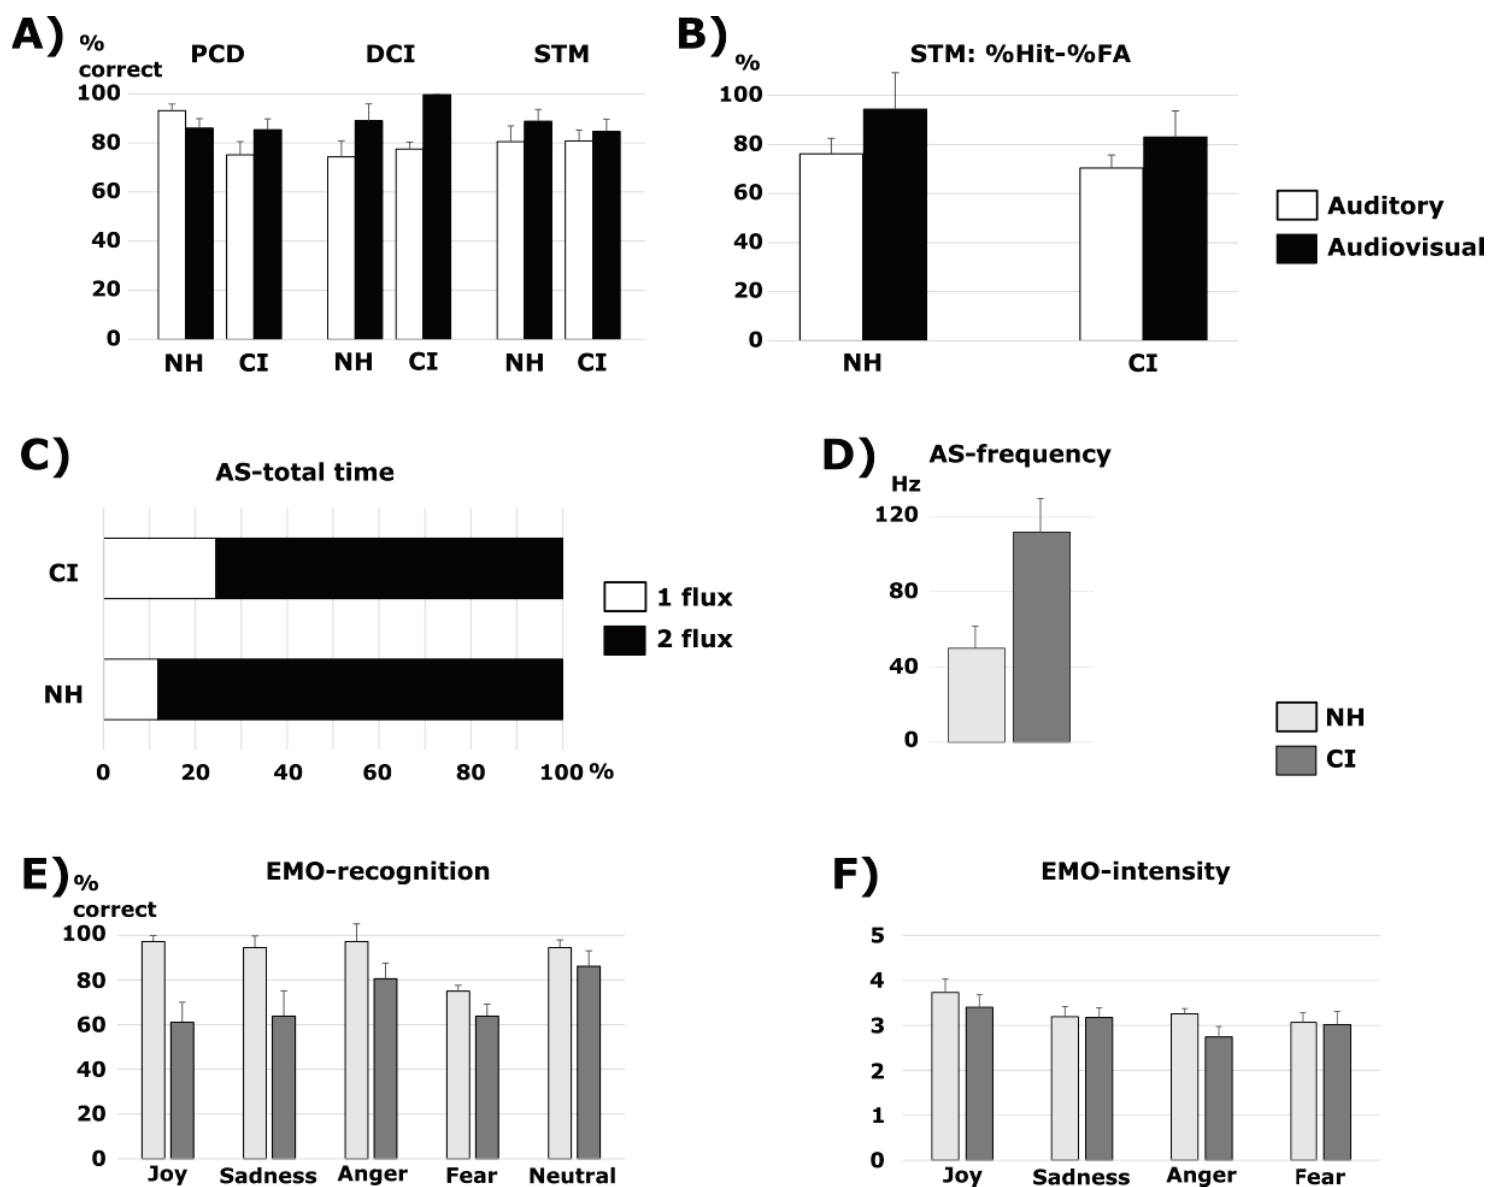 A)
%
correct
PCD DCI STM
100
80
60
40
20
0
NH CI NH CI NH CI
B)
STM: %Hit-%FA
%
100
80
60
40
20
0
NH CI
Auditory
Audiovisual
C)
AS-total time
CI
NH
0 20 40 60 80 100 %
1 flux
2 flux
D)
AS-frequency
Hz
120
80
40
0
NH
CI
E)
%
correct
EMO-recognition
100
80
60
40
20
0
Joy Sadness Anger Fear Neutral
F)
EMO-intensity
5
4
3
2
1
0
Joy Sadness Anger Fear